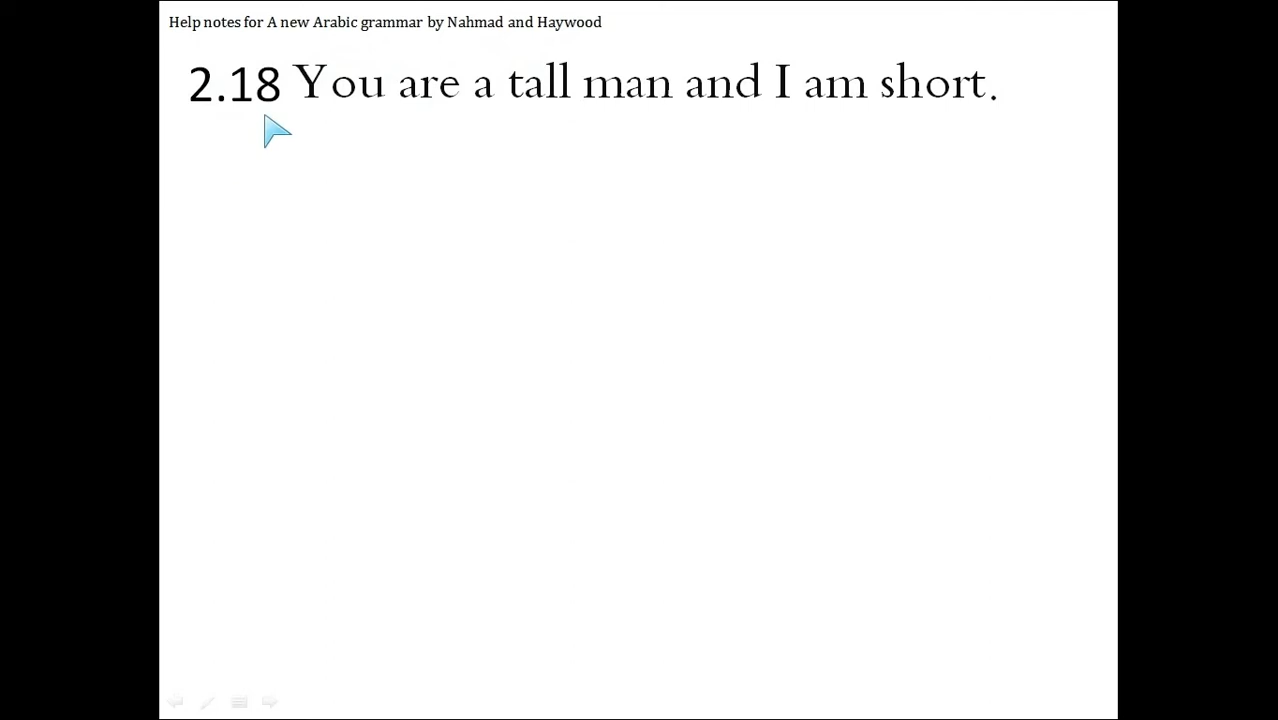 Help notes for A new Arabic grammar by Nahmad and Haywood
2.18 You are a tall man and I am short.